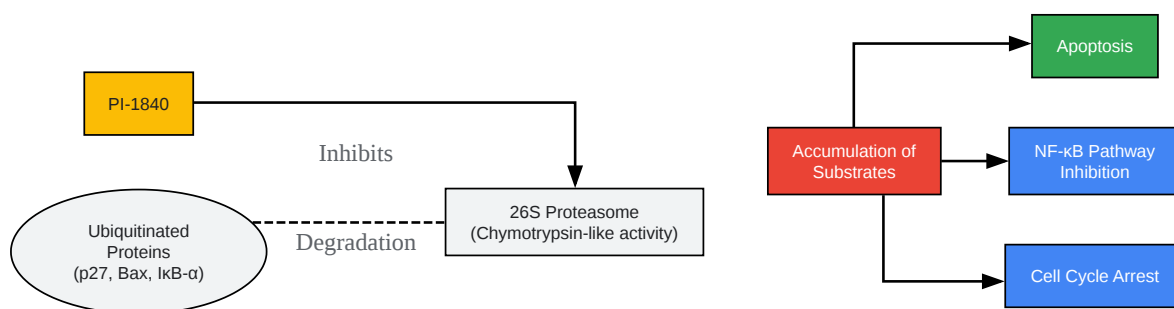 PI-1840
Inhibits
Ubiquitinated
Proteins
(p27, Bax, IκB-α)
Degradation
26S Proteasome
(Chymotrypsin-like activity)
Accumulation of
Substrates
Apoptosis
NF-κB Pathway
Inhibition
Cell Cycle Arrest